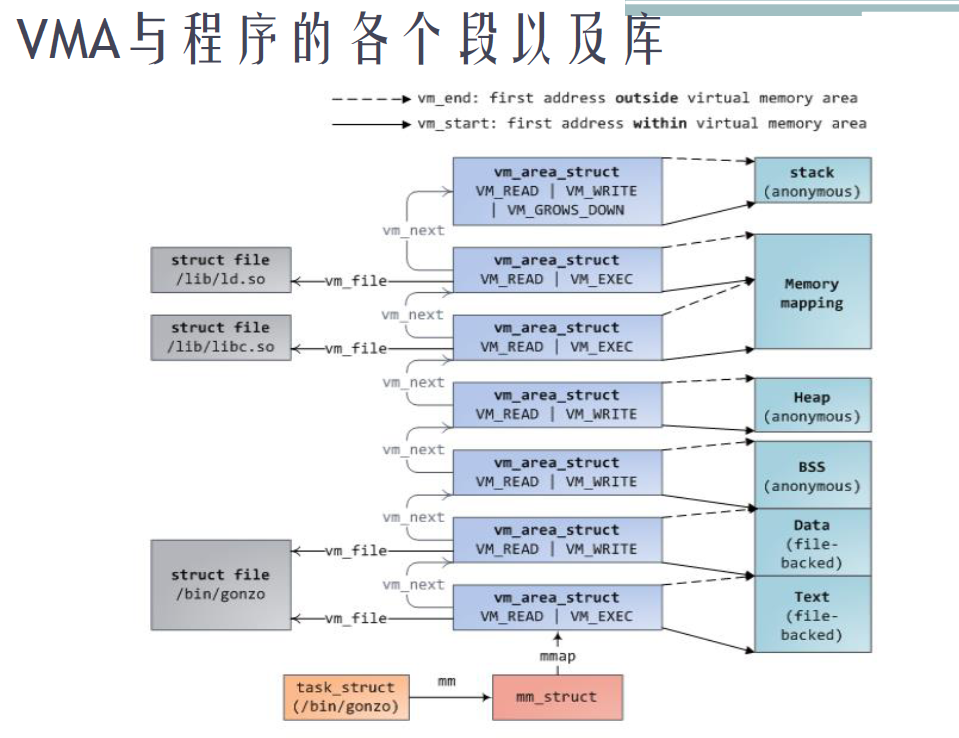 VMA与程序的各个段以及库
vm_end: first address outside virtual memory area
vm_start: first address within virtual memory area
vm_area_struct
VM_READ | VM_WRITE
| VM_GROWS_DOWN
stack
(anonymous)
vm_next
struct file
/lib/ld.so
vm_file
vm_area_struct
VM_READ | VM_EXEC
Memory
mapping
vm_next
struct file
/lib/libc.so
vm_file
vm_area_struct
VM_READ | VM_EXEC
vm_next
vm_area_struct
VM_READ | VM_WRITE
Heap
(anonymous)
vm_next
vm_area_struct
VM_READ | VM_WRITE
BSS
(anonymous)
vm_next
vm_file
vm_area_struct
VM_READ | VM_WRITE
Data
(file-
backed)
struct file
/bin/gonzo
vm_next
vm_file
vm_area_struct
VM_READ | VM_EXEC
Text
(file-
backed)
mmap
task_struct
(/bin/gonzo)
mm
mm_struct